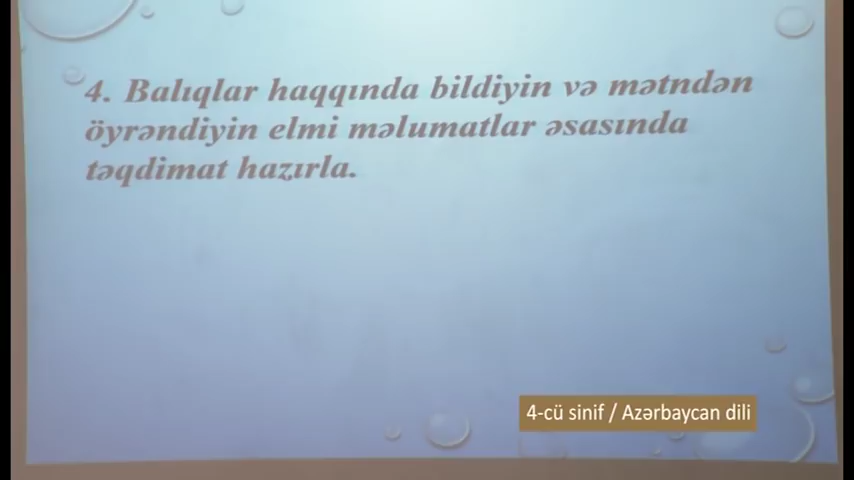 4. Balıqlar haqqında bildiyin və mətndən
öyrəndiyin elmi məlumatlar əsasında
təqdimat hazırla.
4-cü sinif / Azərbaycan dili